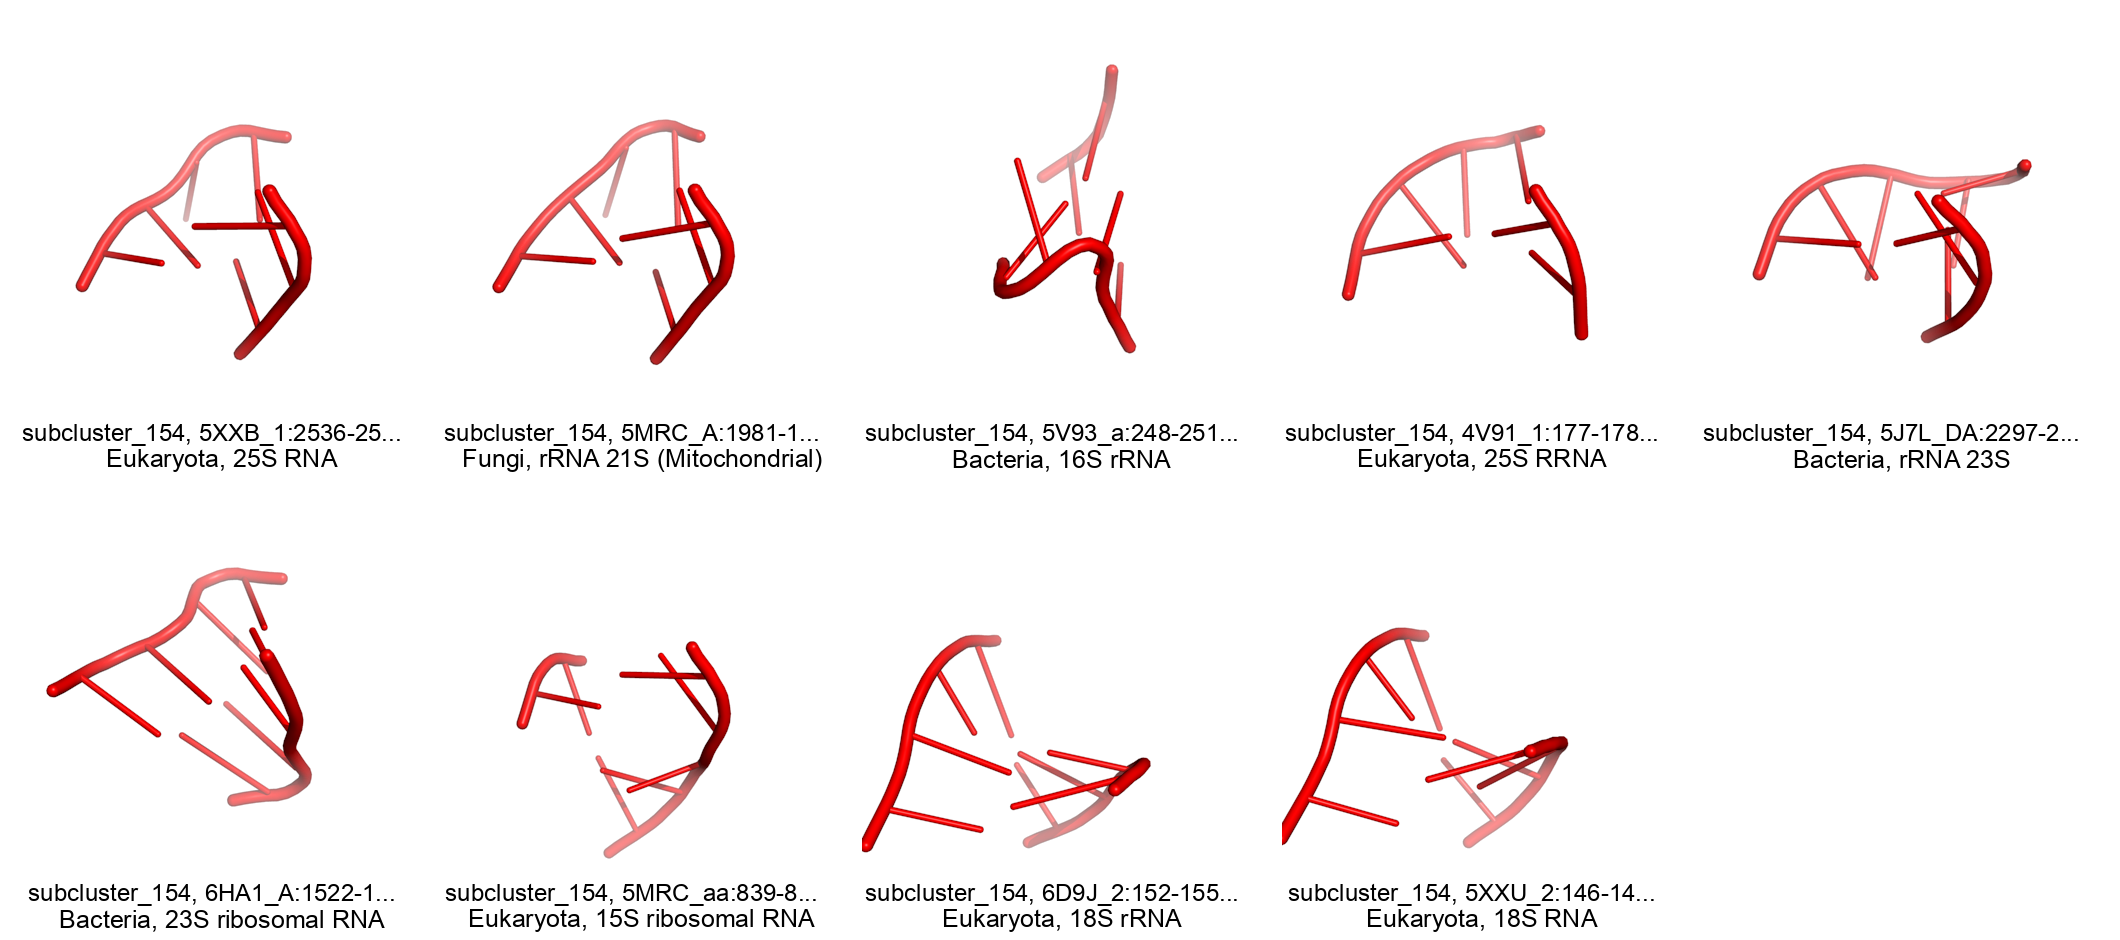 subcluster_154, 5XXB_1:2536-25...
Eukaryota, 25S RNA
subcluster_154, 5MRC_A:1981-1...
Fungi, rRNA 21S (Mitochondrial)
subcluster_154, 5V93_a:248-251...
Bacteria, 16S rRNA
subcluster_154, 4V91_1:177-178...
Eukaryota, 25S RRNA
subcluster_154, 5J7L_DA:2297-2...
Bacteria, rRNA 23S
subcluster_154, 6HA1_A:1522-1...
Bacteria, 23S ribosomal RNA
subcluster_154, 5MRC_aa:839-8...
Eukaryota, 15S ribosomal RNA
subcluster_154, 6D9J_2:152-155...
Eukaryota, 18S rRNA
subcluster_154, 5XXU_2:146-14...
Eukaryota, 18S RNA